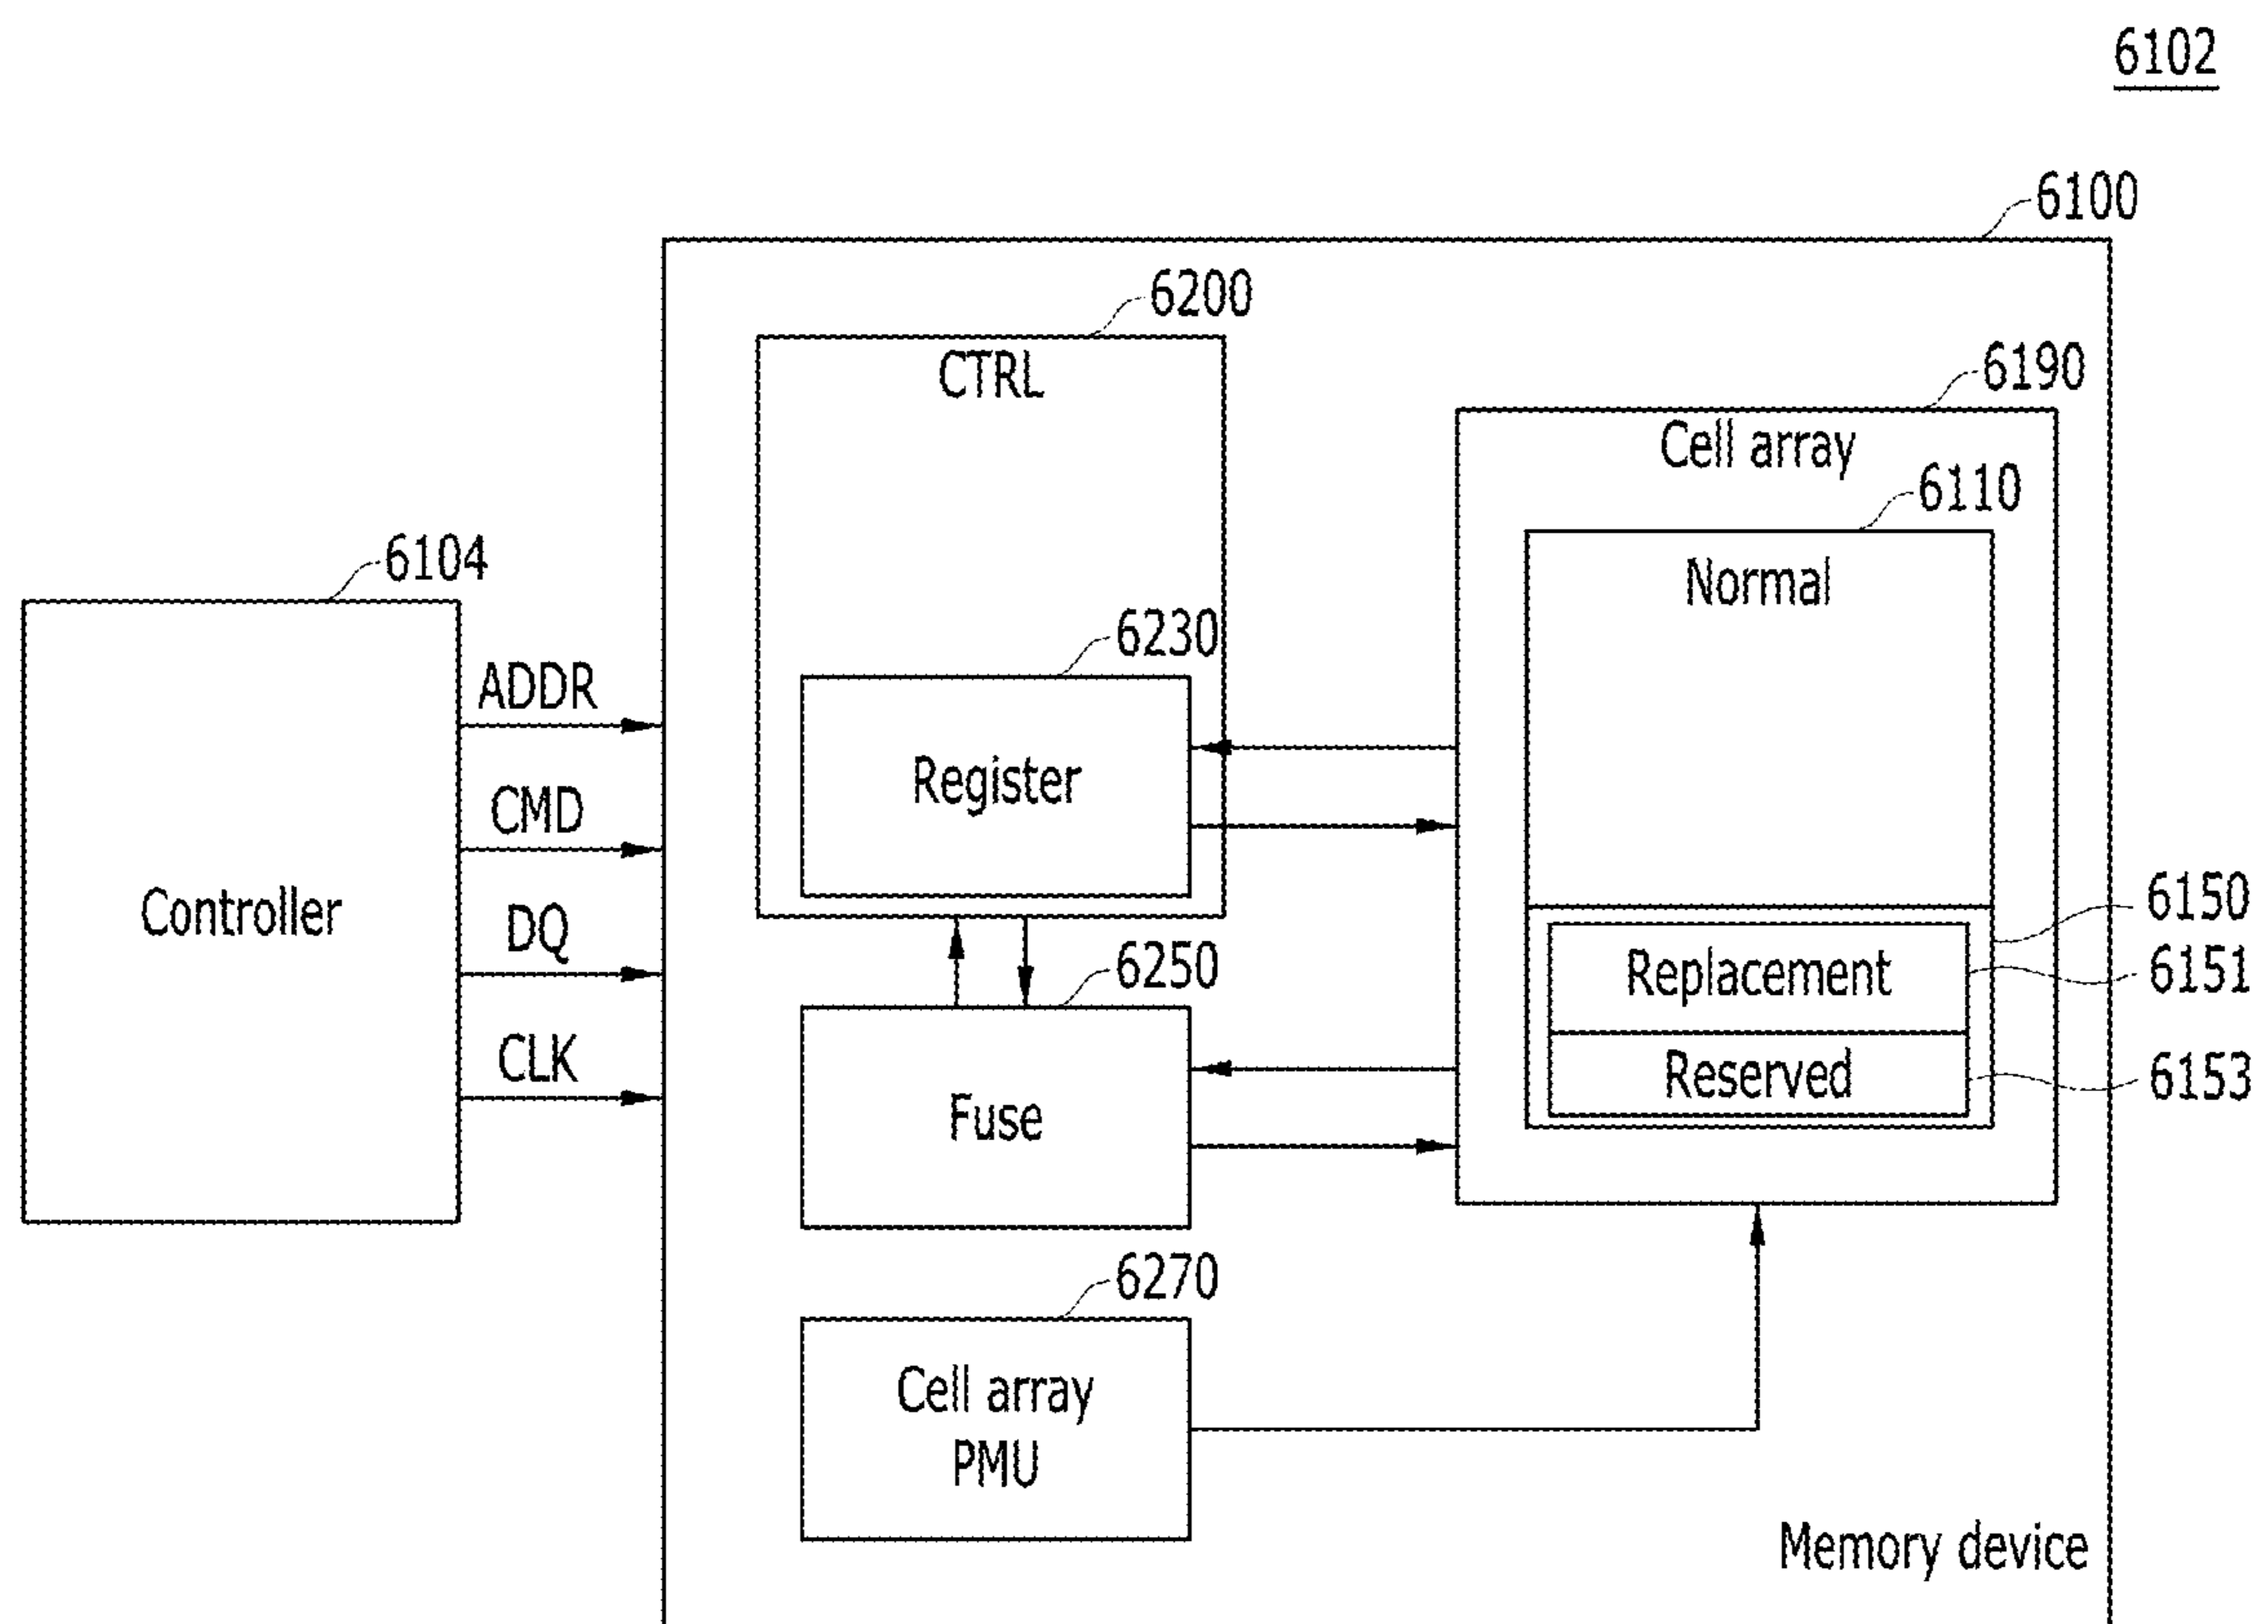 6102
6100
6200
CTRL
6190
Cell array
6110
Normal
6104
6230
ADDR
Register
CMD
Controller
DQ
6150
6250
Replacement
6151
CLK
Fuse
Reserved
6153
6270
Cell array
PMU
Memory device